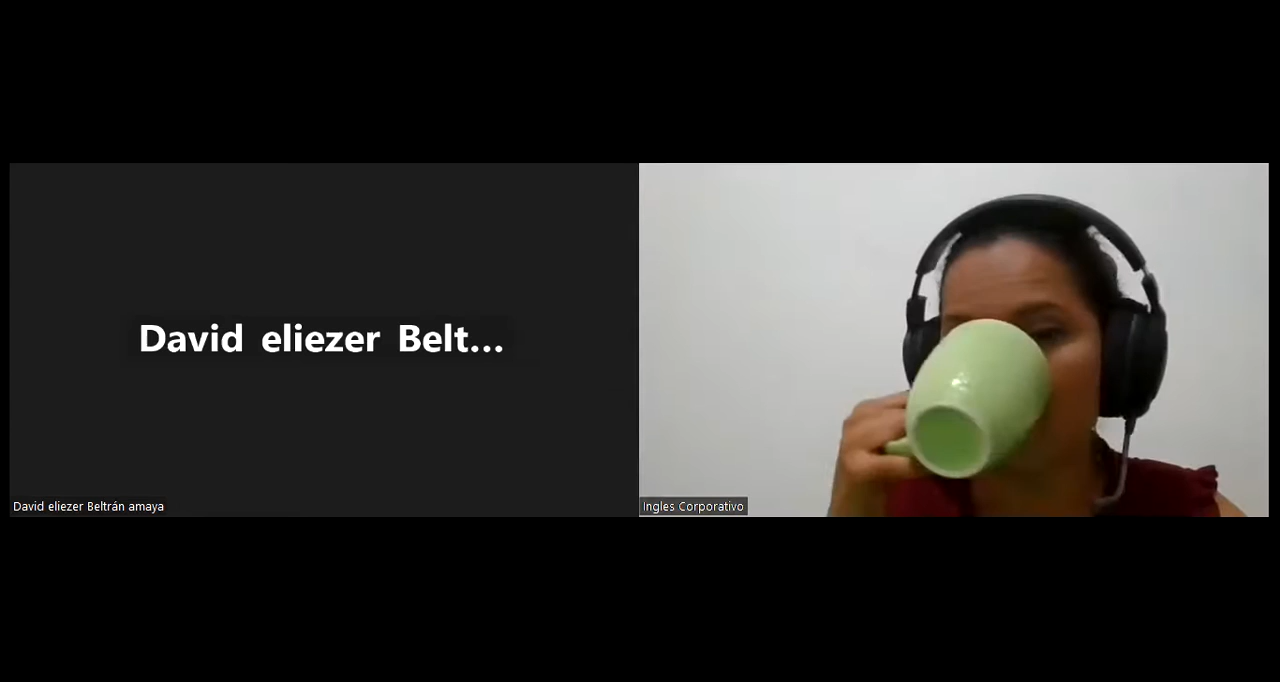 David eliezer Belt...
David eliezer Beltrán amaya
Ingles Corporativo